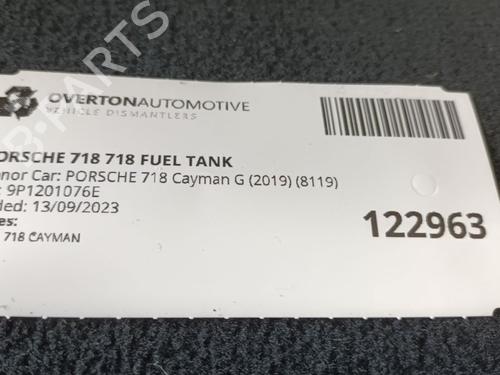 OVERTONAUTOMOTIVE
VEHICLE DISMANTLERS
ORSCHE 718 718 FUEL TANK
nor Car: PORSCHE 718 Cayman G (2019) (8119)
: 9P1201076E
ded: 13/09/2023
es:
718 CAYMAN
122963